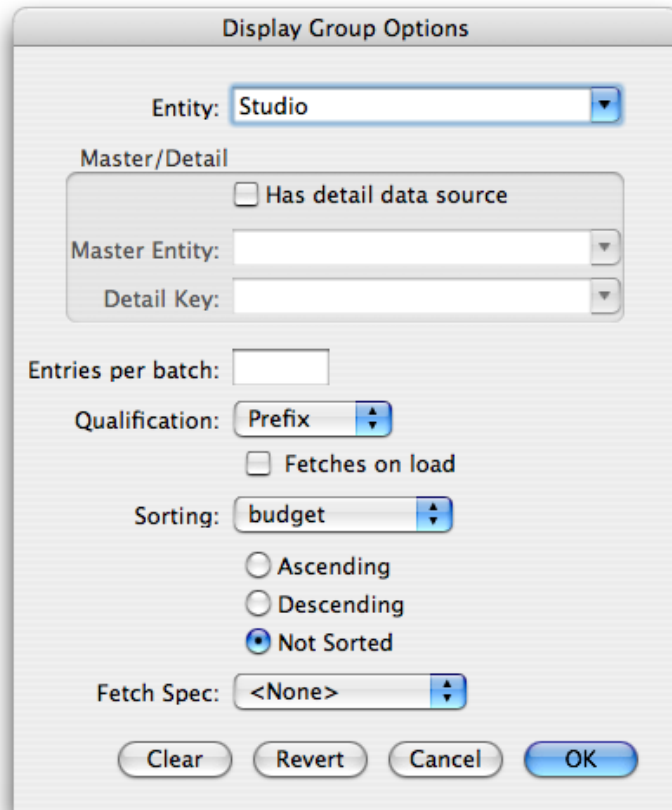 Display Group Options
Entity: Studio
Master/Detail
Has detail data source
Master Entity:
Detail Key:
Entries per batch:
Qualification: Prefix
Fetches on load
Sorting: budget
Ascending
Descending
Not Sorted
Fetch Spec: <None>
Clear Revert Cancel OK